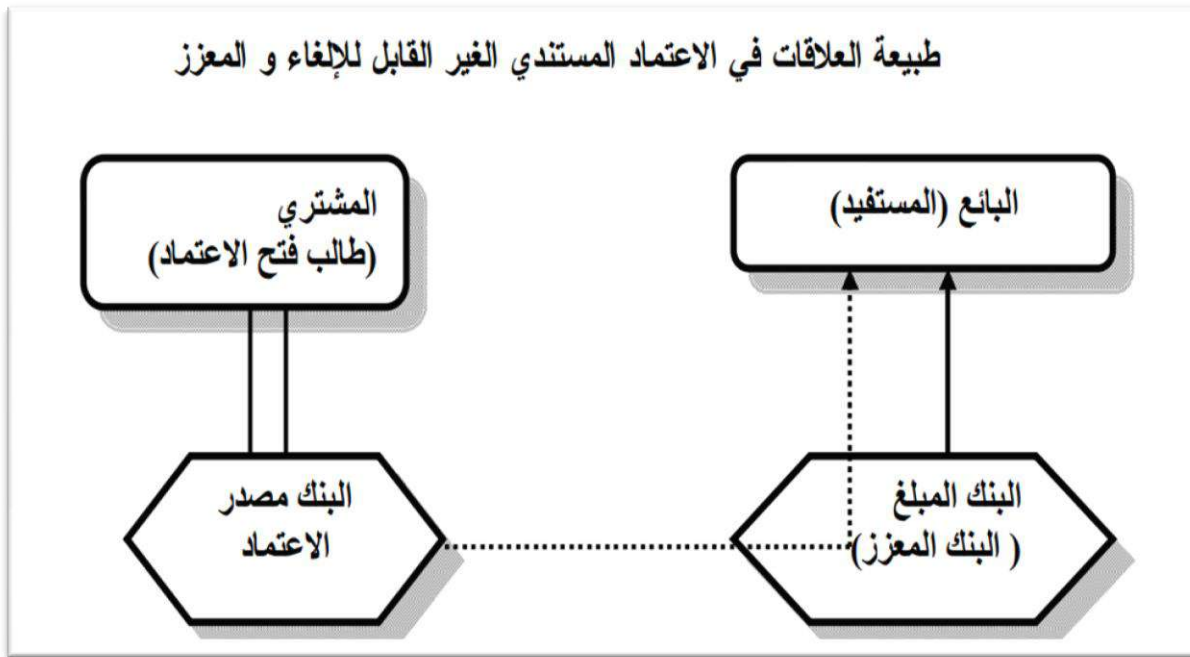 طبيعة العلاقات في الاعتماد المستندي الغير القابل للإلغاء و المعزز
البائع (المستفيد)
المشتري
(طالب فتح الاعتماد)
البنك المبلغ
( البنك المعزز)
البنك مصدر
الاعتماد